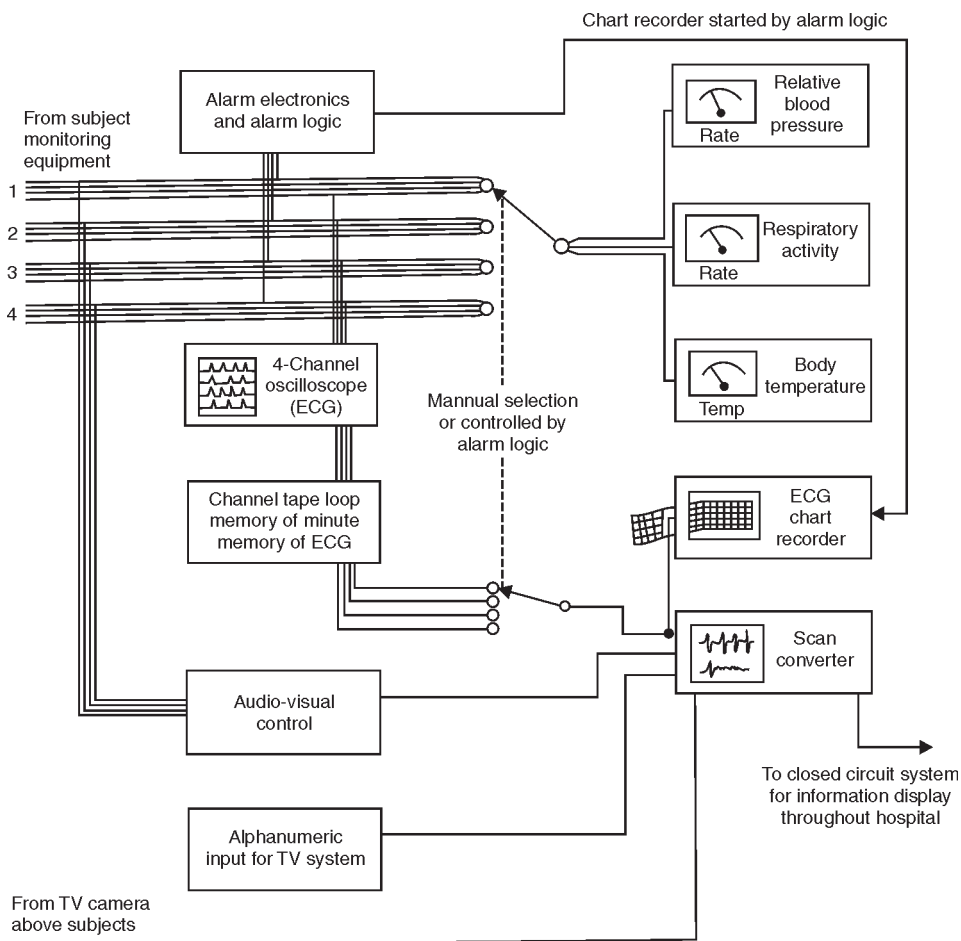 Chart recorder started by alarm logic
Alarm electronics
and alarm logic
Relative
blood
pressure
Rate
From subject
monitoring
equipment
1
2
3
4
Respiratory
activity
Rate
4-Channel
oscilloscope
(ECG)
Body
temperature
Temp
Mannual selection
or controlled by
alarm logic
Channel tape loop
memory of minute
memory of ECG
ECG
chart
recorder
Scan
converter
Audio-visual
control
To closed circuit system
for information display
throughout hospital
Alphanumeric
input for TV system
From TV camera
above subjects